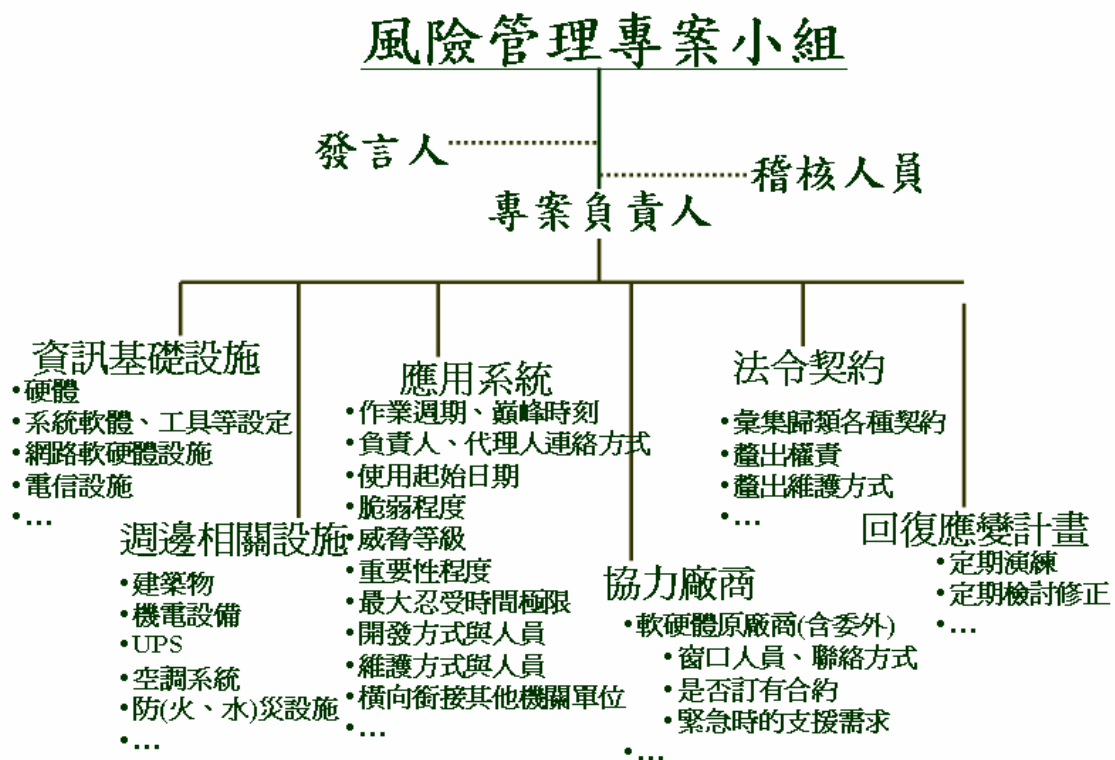 風險管理專案小組
發言人
稽核人員
專案負責人
資訊基礎設施
•硬體
•系統軟體、工具等設定
•網路軟硬體設施
•電信設施
•…
週邊相關設施
•建築物
•機電設備
•UPS
•空調系統
•防(火、水)災設施
•…
應用系統
•作業週期、巔峰時刻
•負責人、代理人連絡方式
•使用起始日期
•脆弱程度
•威脅等級
•重要性程度
•最大忍受時間極限
•開發方式與人員
•維護方式與人員
•橫向銜接其他機關單位
•…
協力廠商
•軟硬體原廠商(含委外)
•窗口人員、聯絡方式
•是否訂有合約
•緊急時的支援需求
•…
法令契約
•彙集歸類各種契約
•釐出權責
•釐出維護方式
•…
回復應變計畫
•定期演練
•定期檢討修正
•…